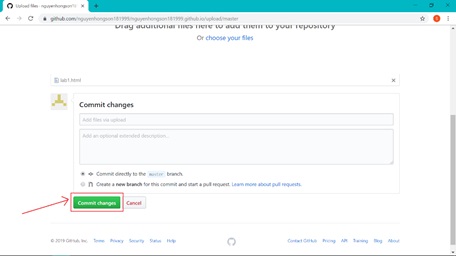 Upload files · nguyenhongson181999
github.com/nguyenhongson181999/nguyenhongson181999.github.io/upload/master
Drag additional files here to add them to your repository
Or choose your files
lab1.html
Commit changes
Add files via upload
Add an optional extended description...
Commit directly to the master branch.
Create a new branch for this commit and start a pull request. Learn more about pull requests.
Commit changes Cancel
© 2019 GitHub, Inc. Terms Privacy Security Status Help
Contact GitHub Pricing API Training Blog About